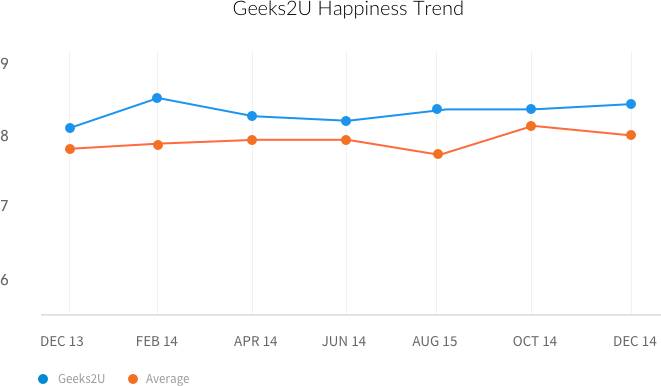 Geeks2U Happiness Trend
9
8
7
6
DEC 13 FEB 14 APR 14 JUN 14 AUG 15 OCT 14 DEC 14
Geeks2U Average